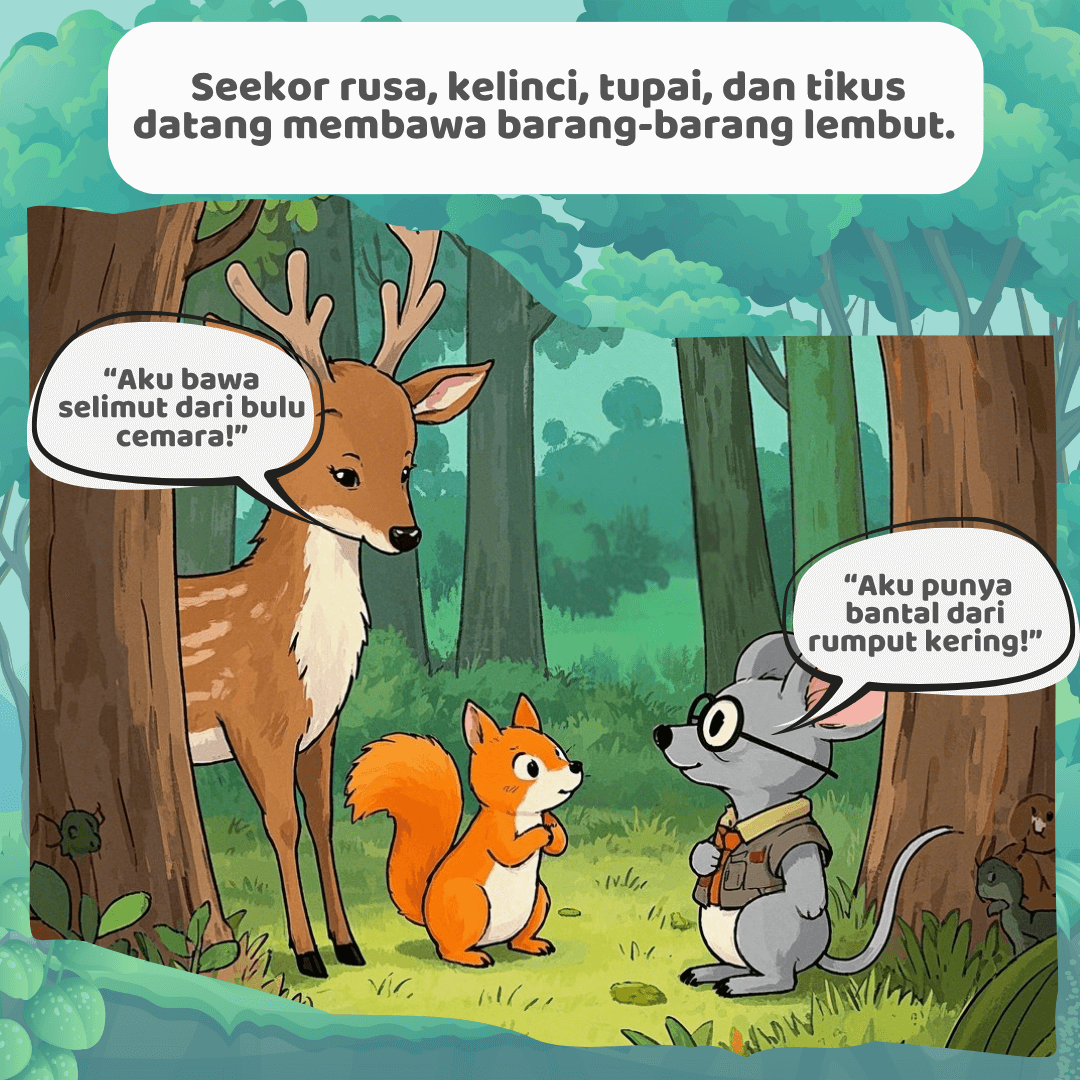 Seekor rusa, kelinci, tupai, dan tikus
datang membawa barang-barang lembut.
“Aku bawa
selimut dari bulu
cemara!”
“Aku punya
bantal dari
rumput kering!”